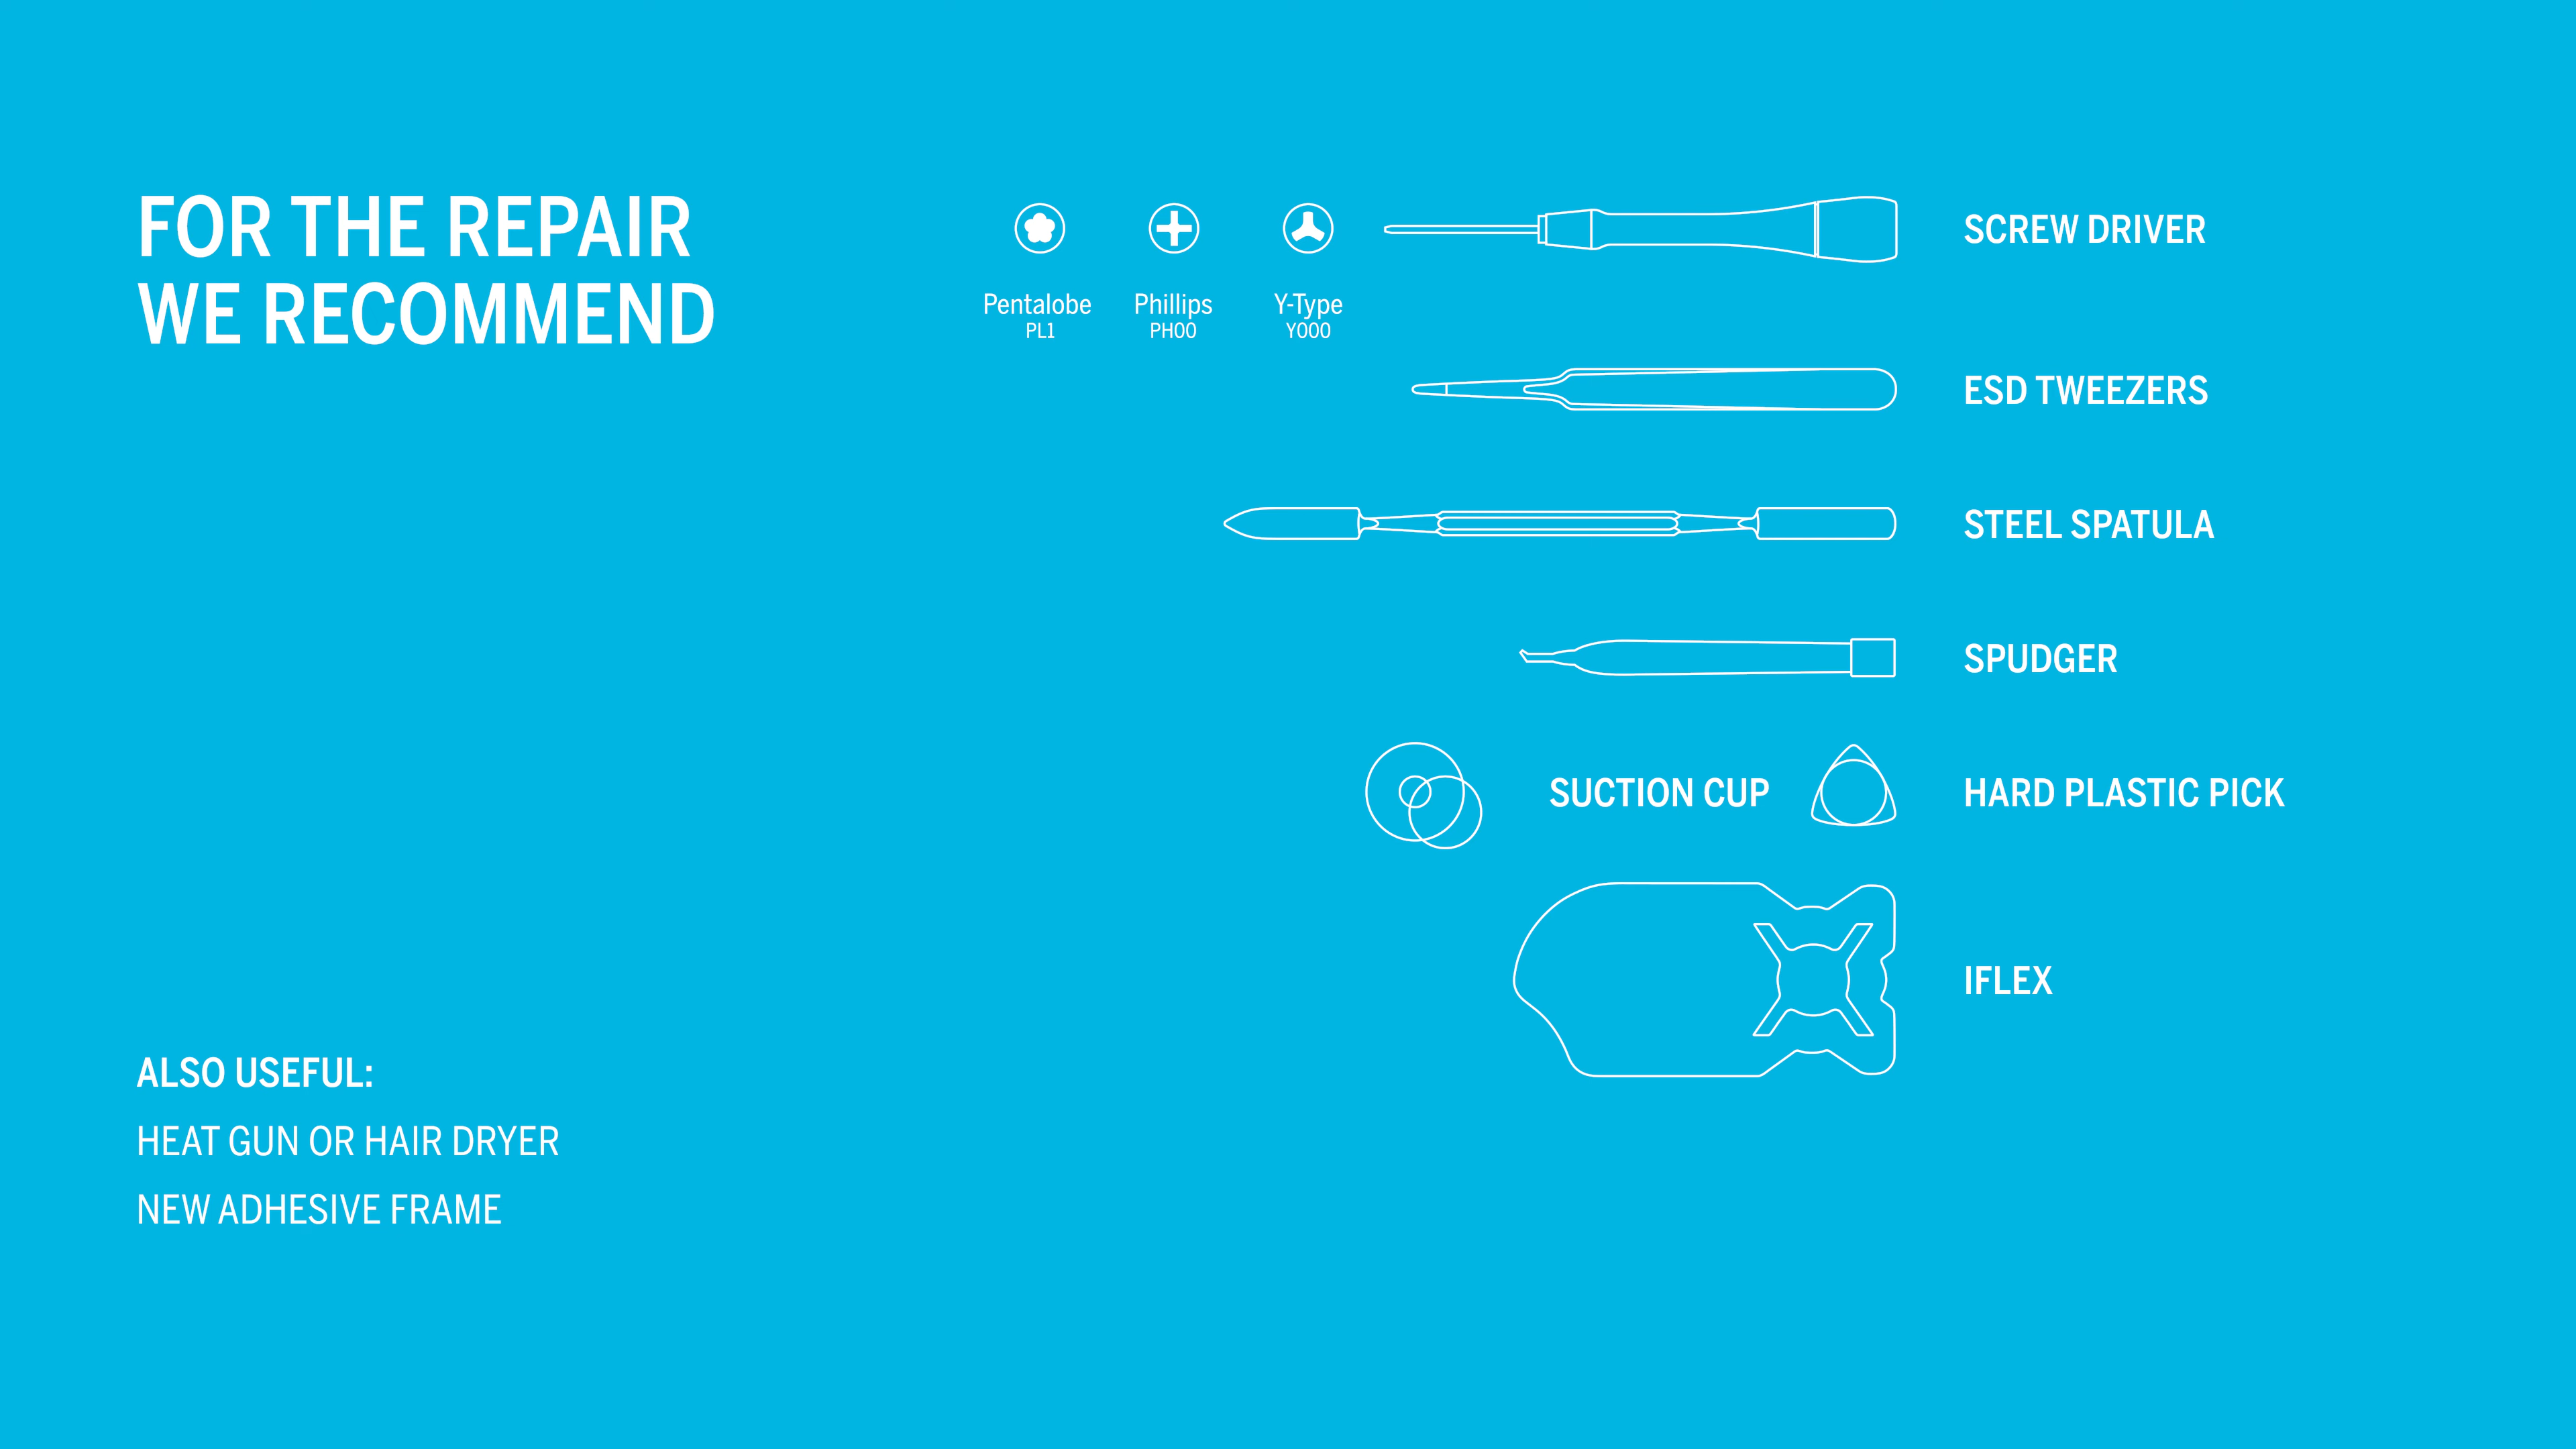 FOR THE REPAIR
WE RECOMMEND
Pentalobe
PL1
Phillips
PH00
Y-Type
Y000
SCREW DRIVER
ESD TWEEZERS
STEEL SPATULA
SPUDGER
SUCTION CUP
HARD PLASTIC PICK
IFLEX
ALSO USEFUL:
HEAT GUN OR HAIR DRYER
NEW ADHESIVE FRAME